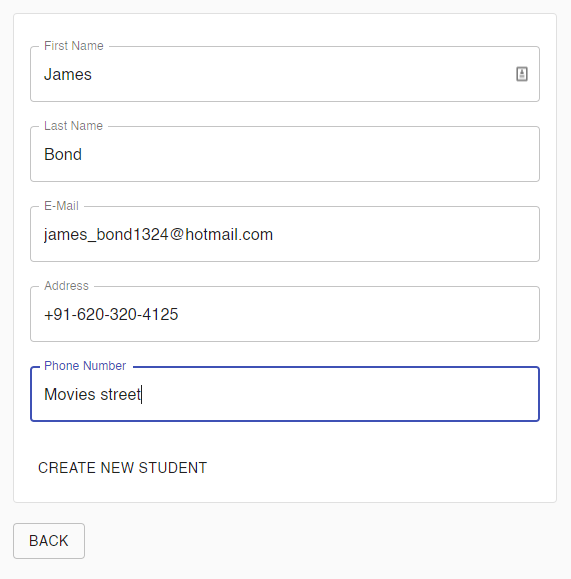 First Name
James
Last Name
Bond
E-Mail
james_bond1324@hotmail.com
Address
+91-620-320-4125
Phone Number
Movies street
CREATE NEW STUDENT
BACK